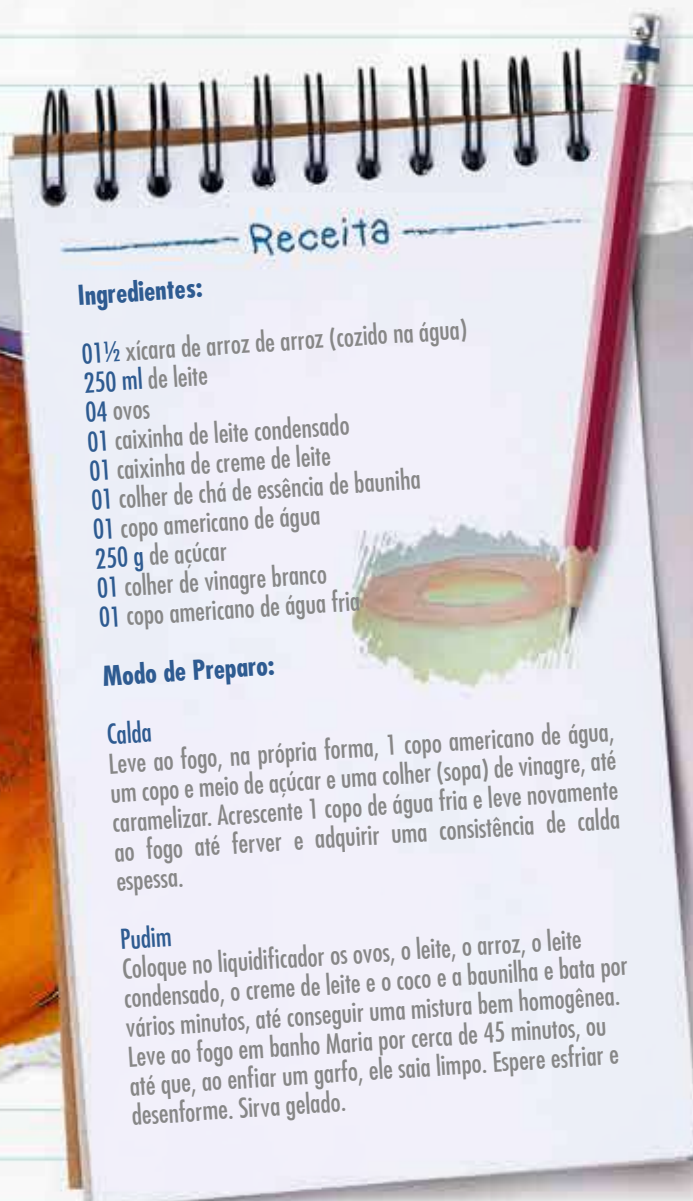 Receita
Ingredientes:
01½ xícara de arroz de arroz (cozido na água)
250 ml de leite
04 ovos
01 caixinha de leite condensado
01 caixinha de creme de leite
01 colher de chá de essência de bauniha
01 copo americano de água
250 g de açúcar
01 colher de vinagre branco
01 copo americano de água fria
Modo de Preparo:
Calda
Leve ao fogo, na própria forma, 1 copo americano de água,
um copo e meio de açúcar e uma colher (sopa) de vinagre, até
caramelizar. Acrescente 1 copo de água fria e leve novamente
ao fogo até ferver e adquirir uma consistência de calda
espessa.
Pudim
Coloque no liquidificador os ovos, o leite, o arroz, o leite
condensado, o creme de leite e o coco e a baunilha e bata por
vários minutos, até conseguir uma mistura bem homogênea.
Leve ao fogo em banho Maria por cerca de 45 minutos, ou
até que, ao enfiar um garfo, ele saia limpo. Espere esfriar e
desenforme. Sirva gelado.